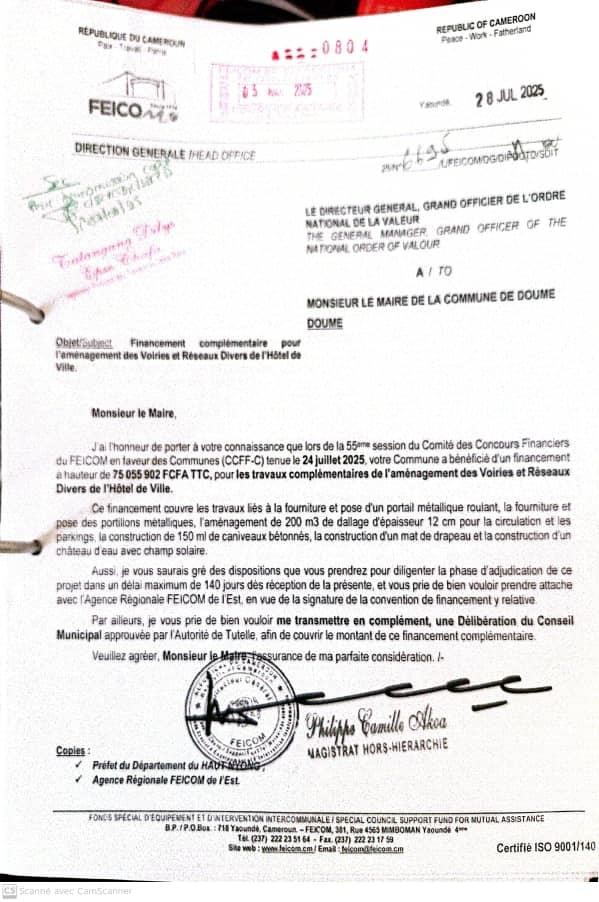 RÉPUBLIQUE DU CAMEROUN
Paix - Travail - Patrie
REPUBLIC OF CAMEROON
Peace - Work - Fatherland
0804
2025
FEICOM
Yaoundé,
28 JUL 2025
DIRECTION GENERALE /HEAD OFFICE
LE DIRECTEUR GENERAL, GRAND OFFICIER DE L'ORDRE
NATIONAL DE LA VALEUR
THE GENERAL MANAGER, GRAND OFFICER OF THE
NATIONAL ORDER OF VALOUR
A / TO
MONSIEUR LE MAIRE DE LA COMMUNE DE DOUME
DOUME
Objet/Subject: Financement complémentaire pour
l'aménagement des Voiries et Réseaux Divers de l'Hôtel de
Ville.
Monsieur le Maire,
J'ai l'honneur de porter à votre connaissance que lors de la 55ème session du Comité des Concours Financiers
du FEICOM en faveur des Communes (CCFF-C) tenue le 24 juillet 2025, votre Commune a bénéficié d'un financement
à hauteur de 75 055 902 FCFA TTC, pour les travaux complémentaires de l'aménagement des Voiries et Réseaux
Divers de l'Hôtel de Ville.
Ce financement couvre les travaux liés à la fourniture et pose d'un portail métallique roulant, la fourniture et
pose des portillons métalliques, l'aménagement de 200 m3 de dallage d'épaisseur 12 cm pour la circulation et les
parkings, la construction de 150 ml de caniveaux bétonnés, la construction d'un mat de drapeau et la construction d'un
château d'eau avec champ solaire.
Aussi, je vous saurais gré des dispositions que vous prendrez pour diligenter la phase d'adjudication de ce
projet dans un délai maximum de 140 jours dès réception de la présente, et vous prie de bien vouloir prendre attache
avec l'Agence Régionale FEICOM de l'Est, en vue de la signature de la convention de financement y relative.
Par ailleurs, je vous prie de bien vouloir me transmettre en complément, une Délibération du Conseil
Municipal approuvée par l'Autorité de Tutelle, afin de couvrir le montant de ce financement complémentaire.
Veuillez agréer, Monsieur le Maire, l'assurance de ma parfaite considération. /-
FEICOM
Philippe Camille Akoa
MAGISTRAT HORS-HIERARCHIE
Copies :
✓ Préfet du Département du HAUT NYONG ;
✓ Agence Régionale FEICOM de l'Est.
FONDS SPÉCIAL D'ÉQUIPEMENT ET D'INTERVENTION INTERCOMMUNALE / SPECIAL COUNCIL SUPPORT FUND FOR MUTUAL ASSISTANCE
B.P. / P.O.Box. : 718 Yaoundé, Cameroun. – FEICOM, 381, Rue 4565 MIMBOMAN Yaoundé 4ème
Tél. (237) 222 23 51 64 - Fax. (237) 222 23 17 59
Site web : www.feicom.cm / Email : feicom@feicom.cm
Certifié ISO 9001/140
CS Scanné avec CamScanner